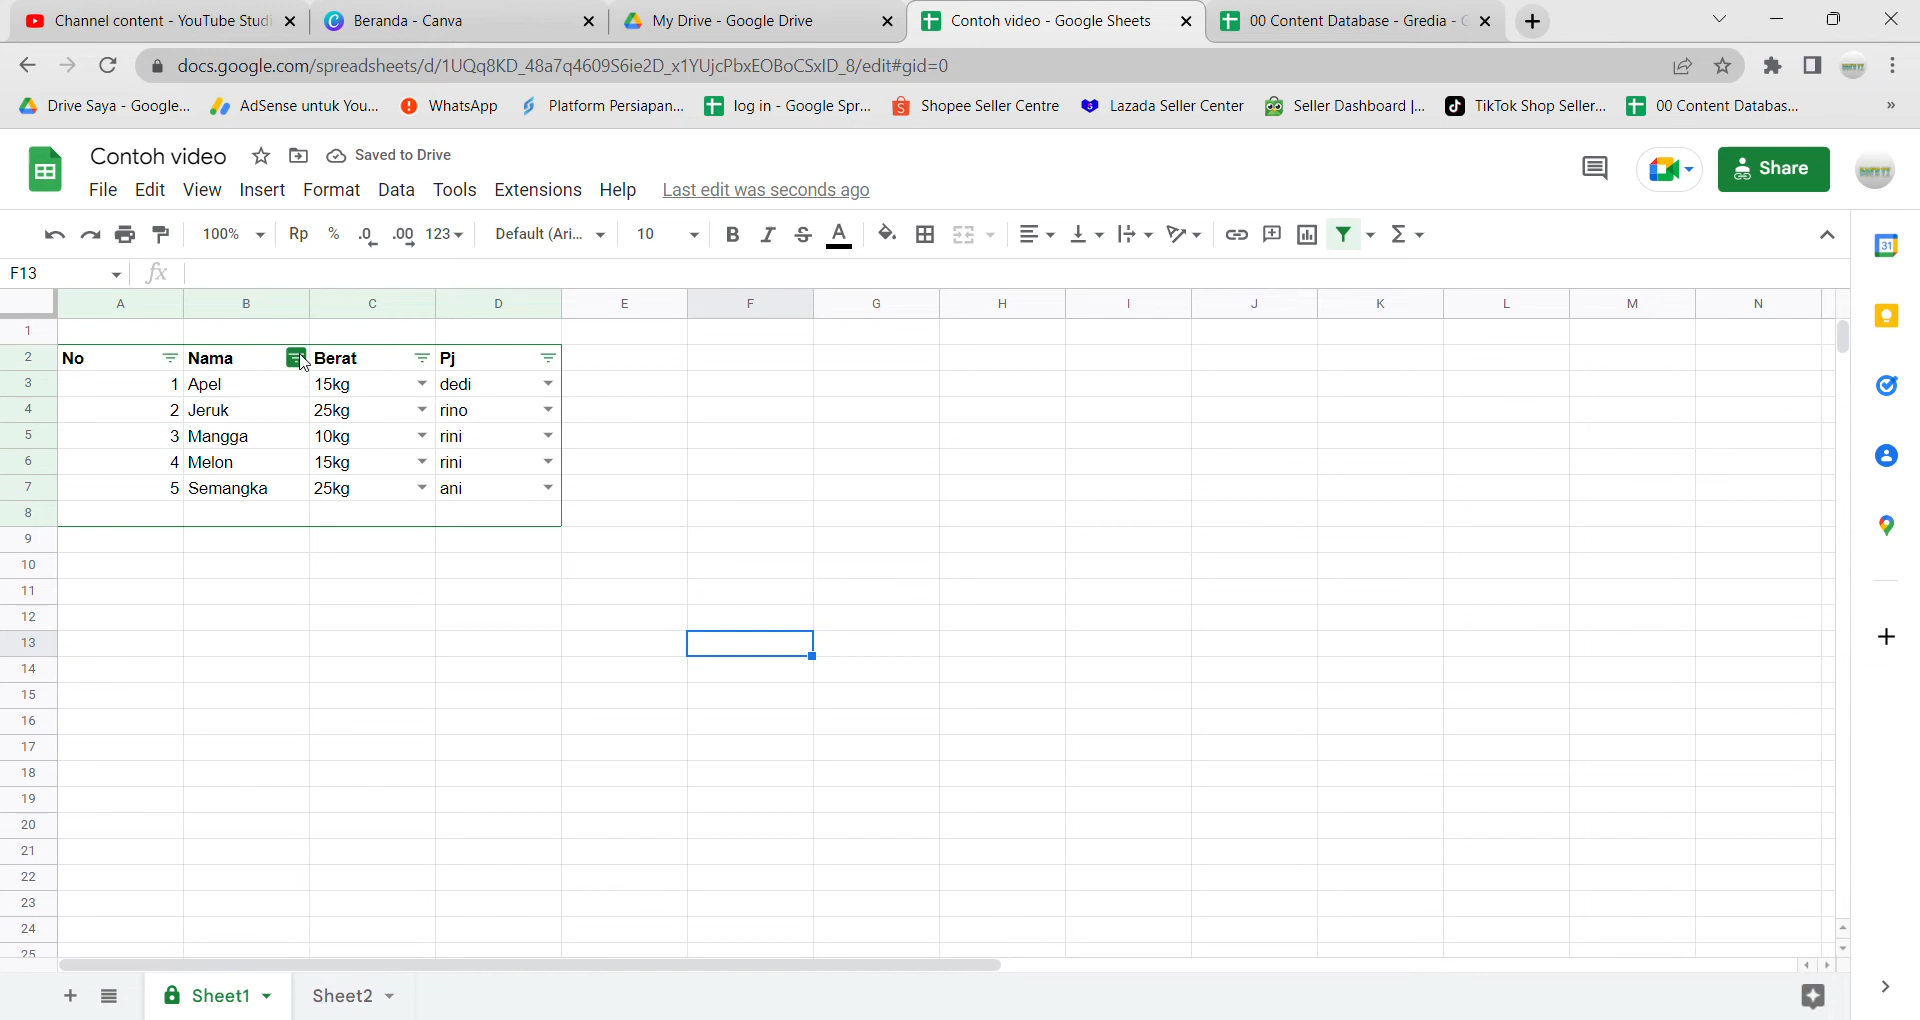 Channel content - YouTube Studi
Beranda - Canva
My Drive - Google Drive
Contoh video - Google Sheets
00 Content Database - Gredia -
docs.google.com/spreadsheets/d/1UQq8KD_48a7q4609S6ie2D_x1YUjcPbxEOBoCSxID_8/edit#gid=0
Drive Saya - Google...
AdSense untuk You...
WhatsApp
Platform Persiapan...
log in - Google Spr...
Shopee Seller Centre
Lazada Seller Center
Seller Dashboard |...
TikTok Shop Seller...
00 Content Databas...
Contoh video
Saved to Drive
File Edit View Insert Format Data Tools Extensions Help Last edit was seconds ago
Share
100% Rp % .0 .00 123 Default (Ari... 10 B I S A
F13 fx
A B C D E F G H I J K L M N
1
2 No Nama Berat Pj
3 1 Apel 15kg dedi
4 2 Jeruk 25kg rino
5 3 Mangga 10kg rini
6 4 Melon 15kg rini
7 5 Semangka 25kg ani
8
9
10
11
12
13
14
15
16
17
18
19
20
21
22
23
24
25
31
Sheet1 Sheet2